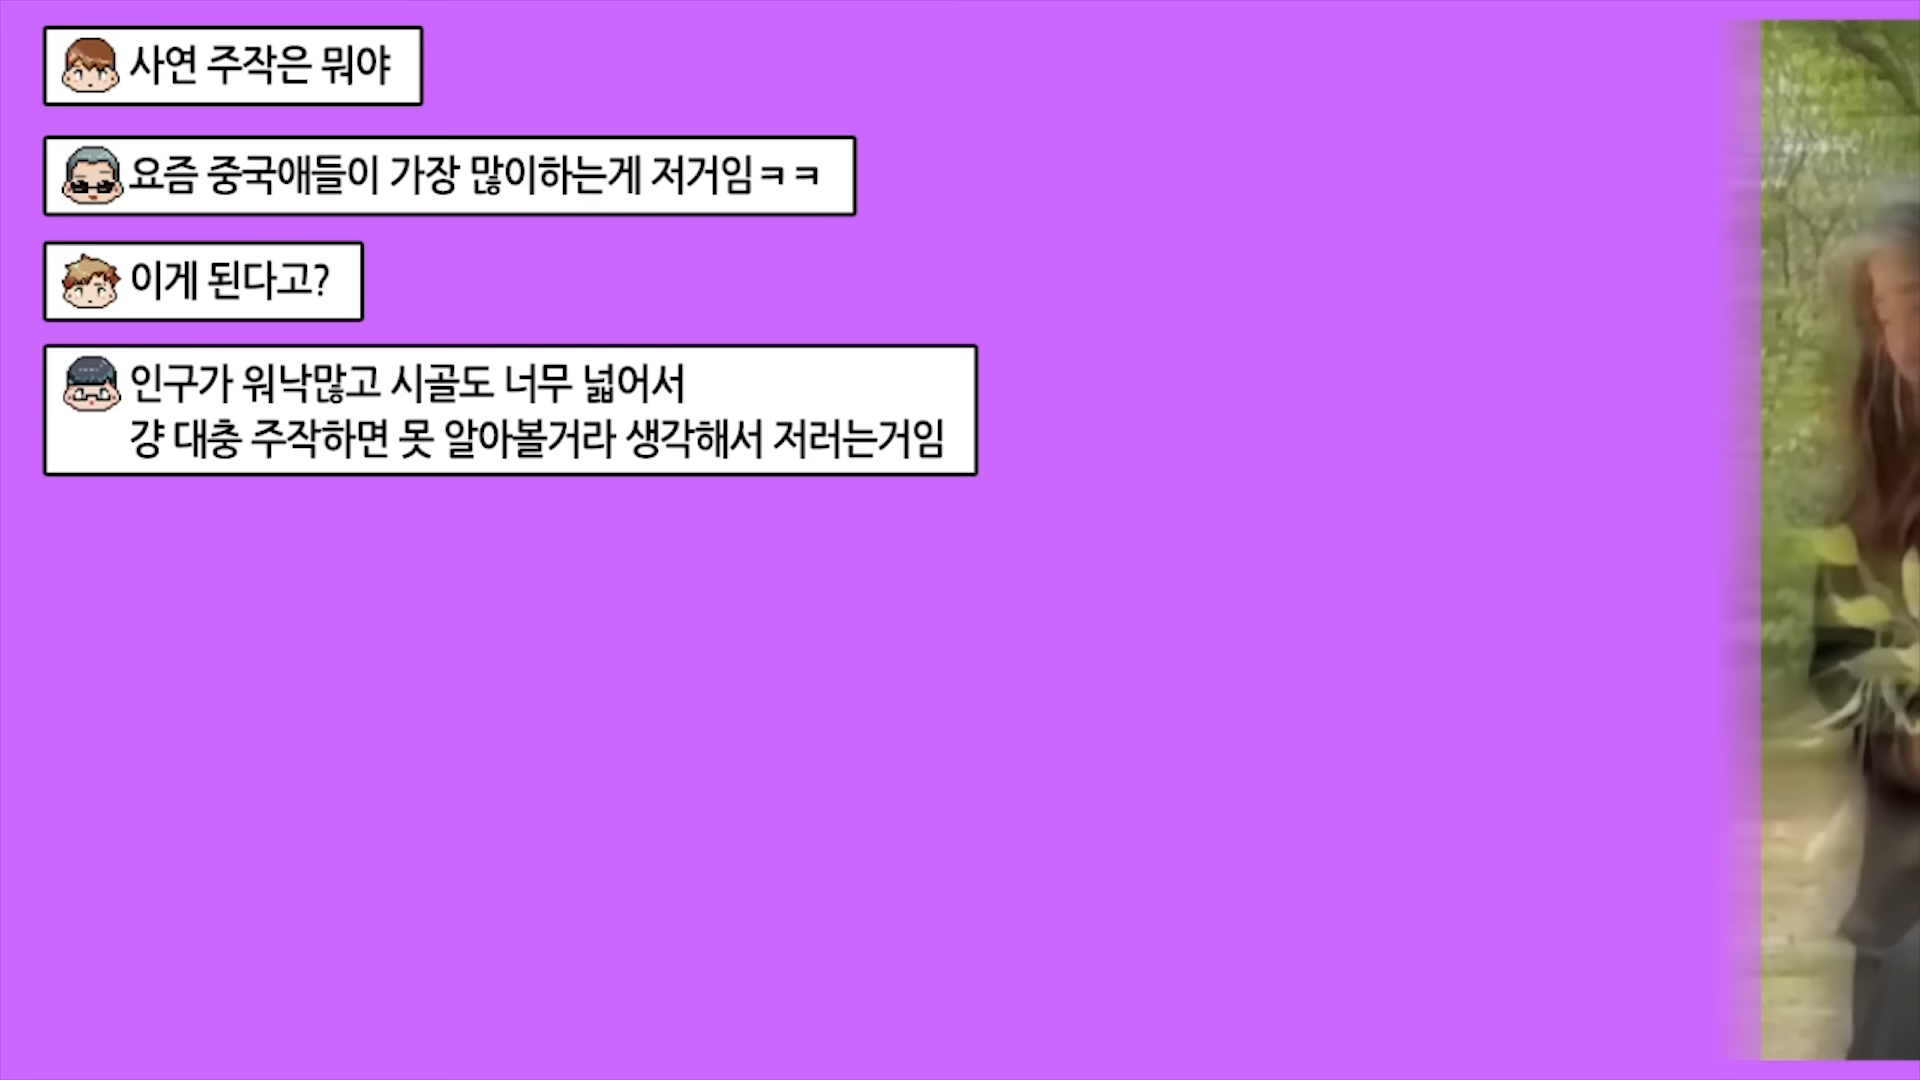 사연 주작은 뭐야
요즘 중국애들이 가장 많이하는게 저거임ㅋㅋ
이게 된다고?
인구가 워낙많고 시골도 너무 넓어서
걍 대충 주작하면 못 알아볼거라 생각해서 저러는거임